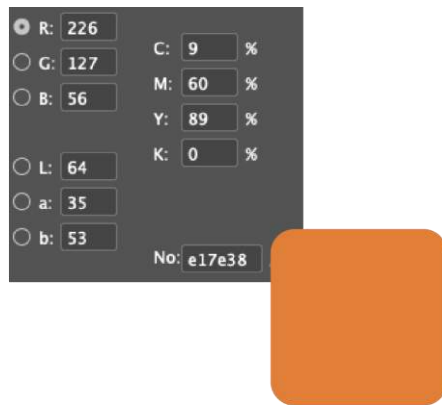 R: 226
G: 127
B: 56
L: 64
a: 35
b: 53
C: 9 %
M: 60 %
Y: 89 %
K: 0 %
No: e17e38